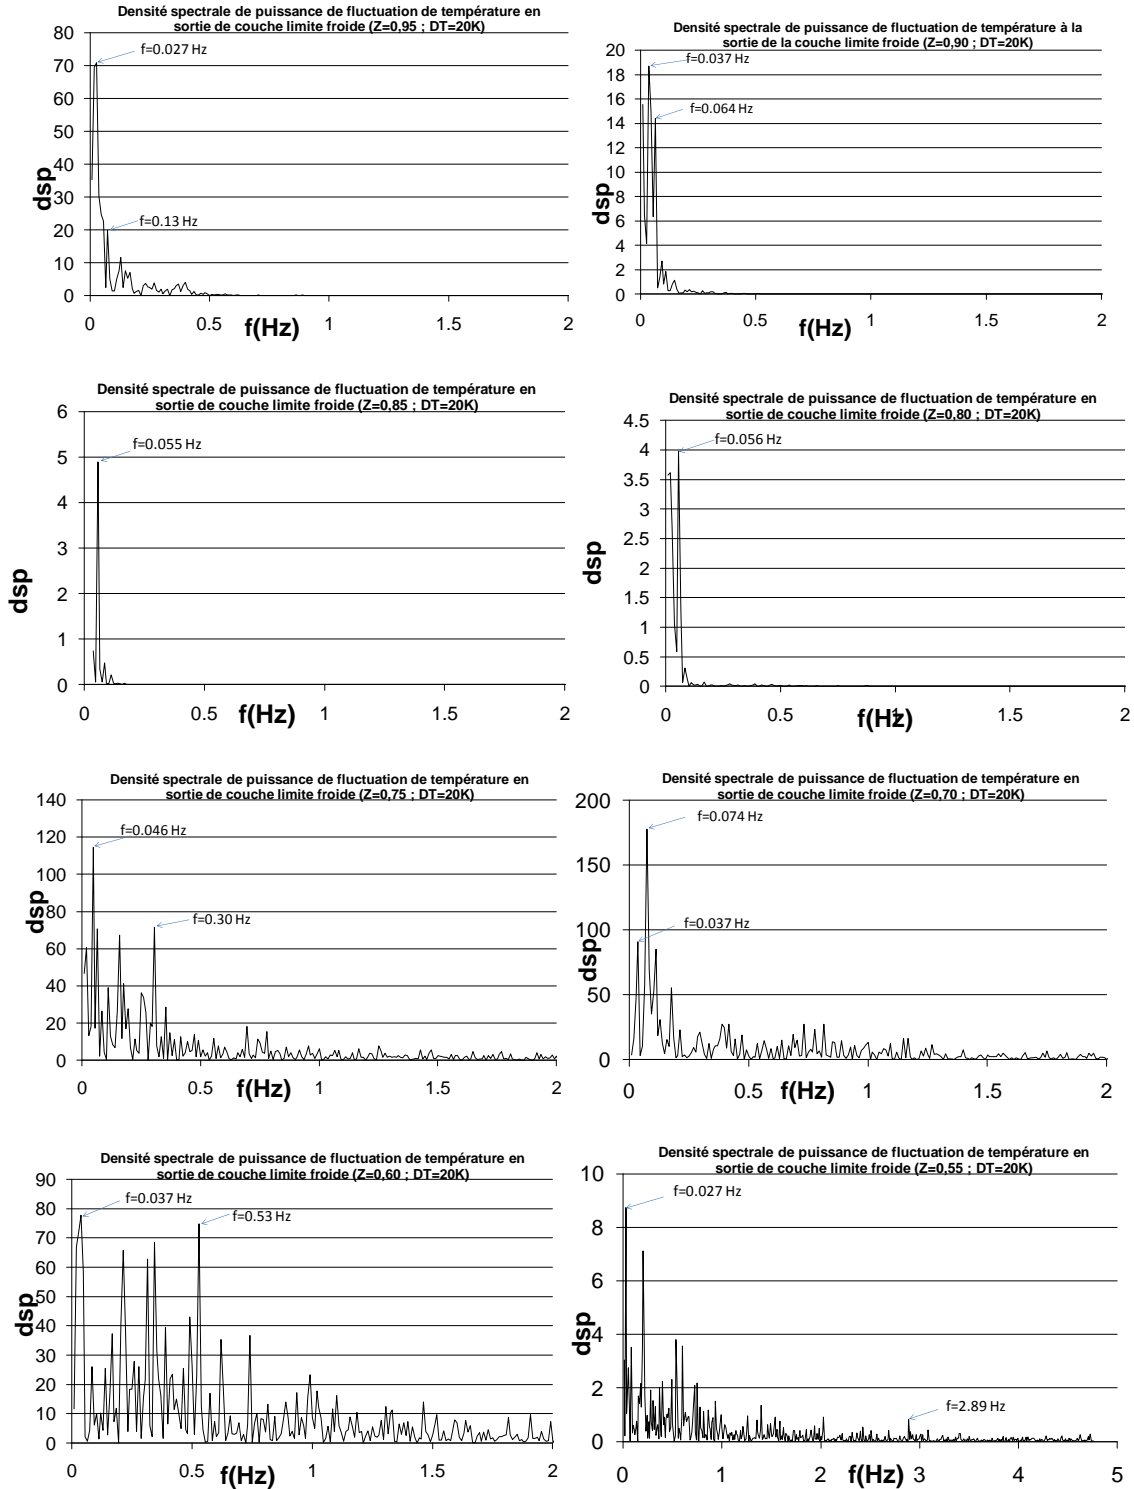 Densité spectrale de puissance de fluctuation de température en
sortie de couche limite froide (Z=0,95 ; DT=20K)
80
70
60
50
40
30
20
10
0
dsp
f=0.027 Hz
f=0.13 Hz
0
0.5
1
1.5
2
f(Hz)
Densité spectrale de puissance de fluctuation de température à la
sortie de la couche limite froide (Z=0,90 ; DT=20K)
20
18
16
14
12
10
8
6
4
2
0
dsp
f=0.037 Hz
f=0.064 Hz
0
0.5
1
1.5
2
f(Hz)
Densité spectrale de puissance de fluctuation de température en
sortie de couche limite froide (Z=0,85 ; DT=20K)
6
5
4
3
2
1
0
dsp
f=0.055 Hz
0
0.5
1
1.5
2
f(Hz)
Densité spectrale de puissance de fluctuation de température en
sortie de couche limite froide (Z=0,80 ; DT=20K)
4.5
4
3.5
3
2.5
2
1.5
1
0.5
0
dsp
f=0.056 Hz
0
0.5
1
1.5
2
f(Hz)
Densité spectrale de puissance de fluctuation de température en
sortie de couche limite froide (Z=0,75 ; DT=20K)
140
120
100
80
60
40
20
0
dsp
f=0.046 Hz
f=0.30 Hz
0
0.5
1
1.5
2
f(Hz)
Densité spectrale de puissance de fluctuation de température en
sortie de couche limite froide (Z=0,70 ; DT=20K)
200
150
100
50
0
dsp
f=0.074 Hz
f=0.037 Hz
0
0.5
1
1.5
2
f(Hz)
Densité spectrale de puissance de fluctuation de température en
sortie de couche limite froide (Z=0,60 ; DT=20K)
90
80
70
60
50
40
30
20
10
0
dsp
f=0.037 Hz
f=0.53 Hz
0
0.5
1
1.5
2
f(Hz)
Densité spectrale de puissance de fluctuation de température en
sortie de couche limite froide (Z=0,55 ; DT=20K)
10
8
6
4
2
0
dsp
f=0.027 Hz
f=2.89 Hz
0
1
2
3
4
5
f(Hz)